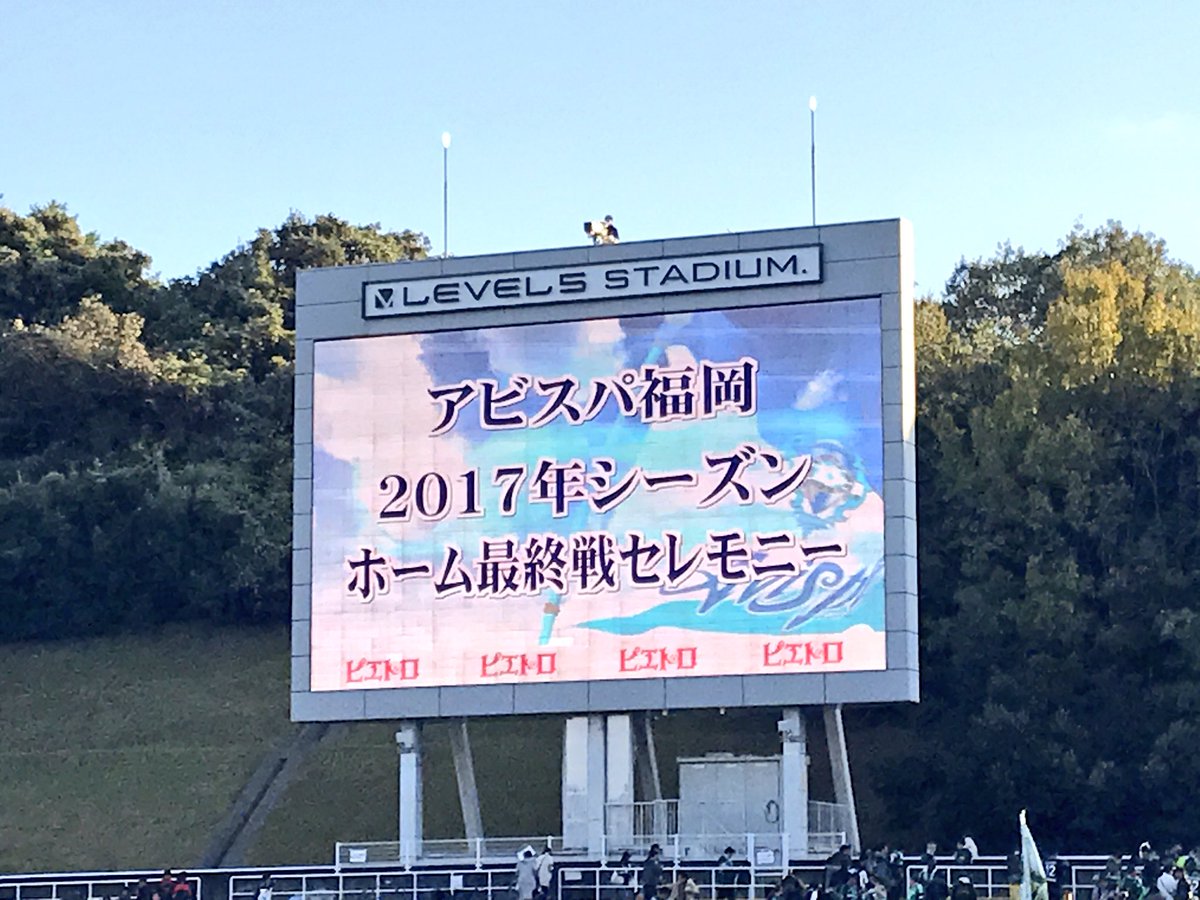 LEVEL5 STADIUM.
アビスパ福岡
2017年シーズン
ホーム最終戦セレモニー
ピエトロ ピエトロ ピエトロ ピエトロ